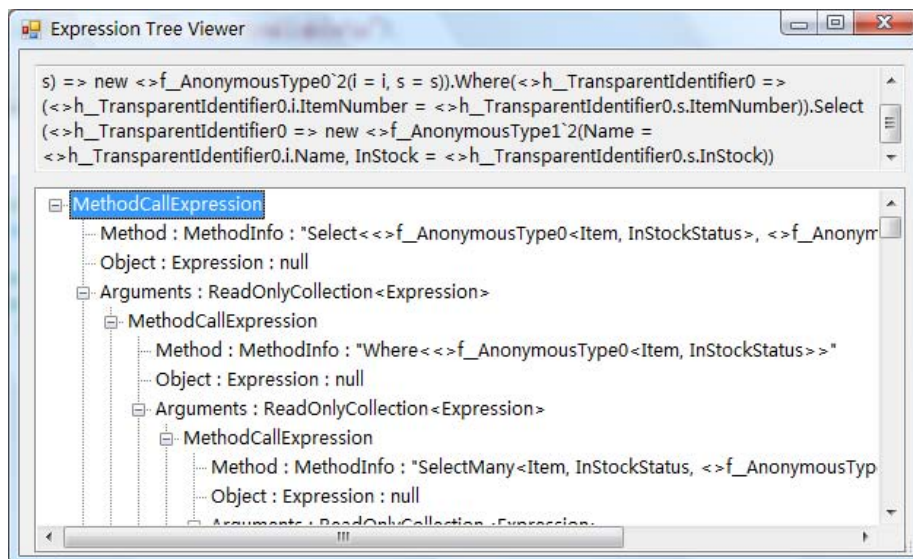 Expression Tree Viewer
s) => new <>f__AnonymousType0`2(i = i, s = s)).Where(<>h__TransparentIdentifier0 =>
(<>h__TransparentIdentifier0.i.ItemNumber = <>h__TransparentIdentifier0.s.ItemNumber)).Select
(<>h__TransparentIdentifier0 => new <>f__AnonymousType1`2(Name =
<>h__TransparentIdentifier0.i.Name, InStock = <>h__TransparentIdentifier0.s.InStock))
MethodCallExpression
Method : MethodInfo : "Select<<>f__AnonymousType0<Item, InStockStatus>, <>f__Anonym
Object : Expression : null
Arguments : ReadOnlyCollection<Expression>
MethodCallExpression
Method : MethodInfo : "Where<<>f__AnonymousType0<Item, InStockStatus>>"
Object : Expression : null
Arguments : ReadOnlyCollection<Expression>
MethodCallExpression
Method : MethodInfo : "SelectMany<Item, InStockStatus, <>f__AnonymousTyp
Object : Expression : null
Arguments : ReadOnlyCollection<Expression>